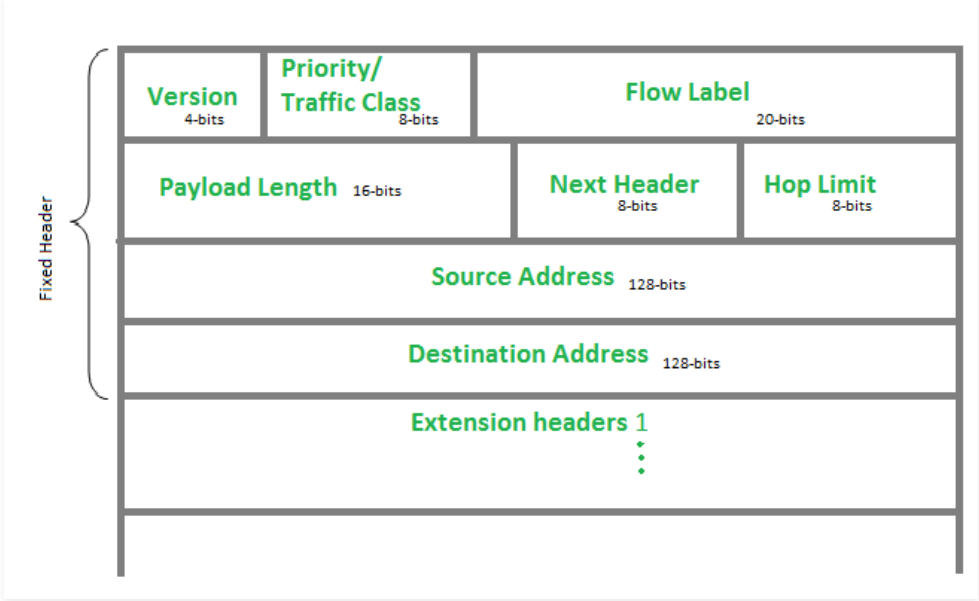 Fixed Header
Version
4-bits
Priority/
Traffic Class
8-bits
Flow Label
20-bits
Payload Length 16-bits
Next Header
8-bits
Hop Limit
8-bits
Source Address 128-bits
Destination Address 128-bits
Extension headers 1